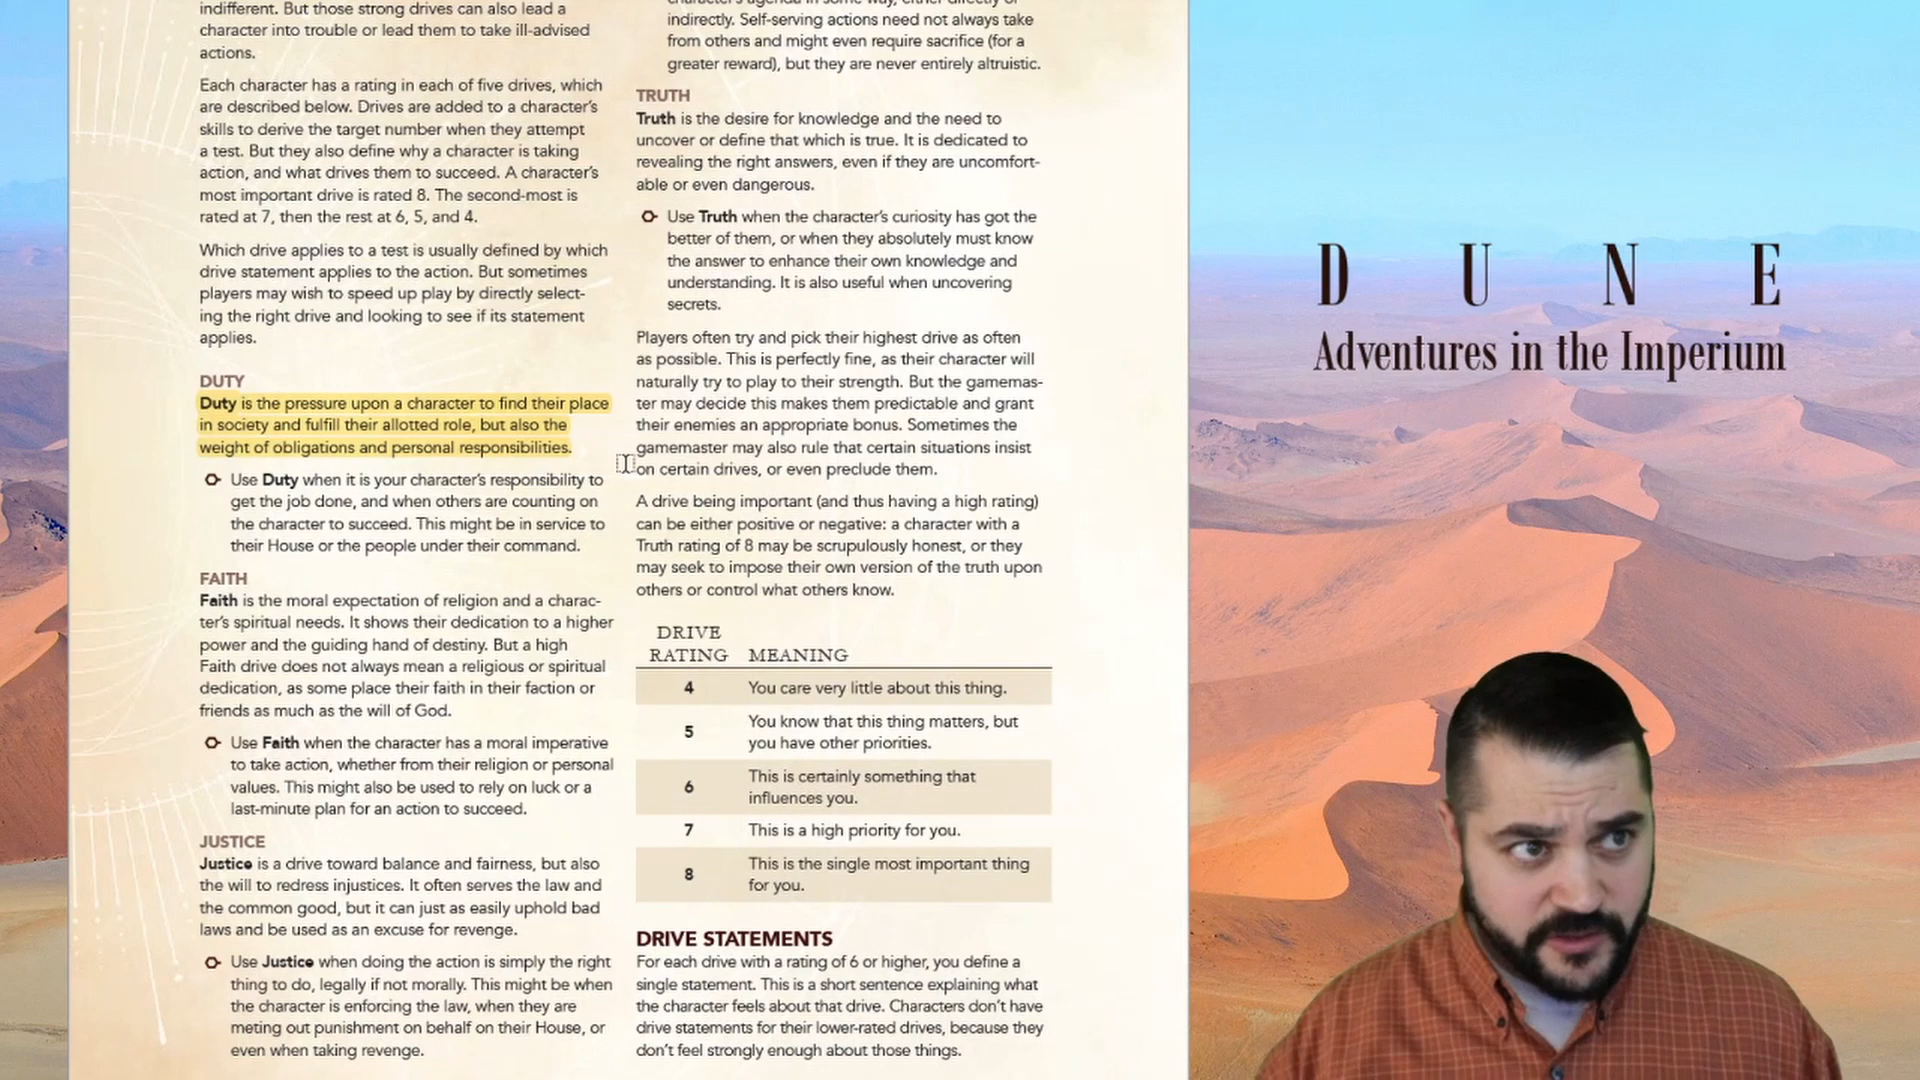 indifferent. But those strong drives can also lead a
character into trouble or lead them to take ill-advised
actions.
Each character has a rating in each of five drives, which
are described below. Drives are added to a character's
skills to derive the target number when they attempt
a test. But they also define why a character is taking
action, and what drives them to succeed. A character's
most important drive is rated 8. The second-most is
rated at 7, then the rest at 6, 5, and 4.
Which drive applies to a test is usually defined by which
drive statement applies to the action. But sometimes
players may wish to speed up play by directly select-
ing the right drive and looking to see if its statement
applies.
DUTY
Duty is the pressure upon a character to find their place
in society and fulfill their allotted role, but also the
weight of obligations and personal responsibilities.
Use Duty when it is your character's responsibility to
get the job done, and when others are counting on
the character to succeed. This might be in service to
their House or the people under their command.
FAITH
Faith is the moral expectation of religion and a charac-
ter's spiritual needs. It shows their dedication to a higher
power and the guiding hand of destiny. But a high
Faith drive does not always mean a religious or spiritual
dedication, as some place their faith in their faction or
friends as much as the will of God.
Use Faith when the character has a moral imperative
to take action, whether from their religion or personal
values. This might also be used to rely on luck or a
last-minute plan for an action to succeed.
JUSTICE
Justice is a drive toward balance and fairness, but also
the will to redress injustices. It often serves the law and
the common good, but it can just as easily uphold bad
laws and be used as an excuse for revenge.
Use Justice when doing the action is simply the right
thing to do, legally if not morally. This might be when
the character is enforcing the law, when they are
meting out punishment on behalf on their House, or
even when taking revenge.
character's agenda in some way, either directly or
indirectly. Self-serving actions need not always take
from others and might even require sacrifice (for a
greater reward), but they are never entirely altruistic.
TRUTH
Truth is the desire for knowledge and the need to
uncover or define that which is true. It is dedicated to
revealing the right answers, even if they are uncomfort-
able or even dangerous.
Use Truth when the character's curiosity has got the
better of them, or when they absolutely must know
the answer to enhance their own knowledge and
understanding. It is also useful when uncovering
secrets.
Players often try and pick their highest drive as often
as possible. This is perfectly fine, as their character will
naturally try to play to their strength. But the gamemas-
ter may decide this makes them predictable and grant
their enemies an appropriate bonus. Sometimes the
gamemaster may also rule that certain situations insist
on certain drives, or even preclude them.
A drive being important (and thus having a high rating)
can be either positive or negative: a character with a
Truth rating of 8 may be scrupulously honest, or they
may seek to impose their own version of the truth upon
others or control what others know.
DRIVE
RATING MEANING
4 You care very little about this thing.
5 You know that this thing matters, but
you have other priorities.
6 This is certainly something that
influences you.
7 This is a high priority for you.
8 This is the single most important thing
for you.
DRIVE STATEMENTS
For each drive with a rating of 6 or higher, you define a
single statement. This is a short sentence explaining what
the character feels about that drive. Characters don't have
drive statements for their lower-rated drives, because they
don't feel strongly enough about those things.
DUNE
Adventures in the Imperium